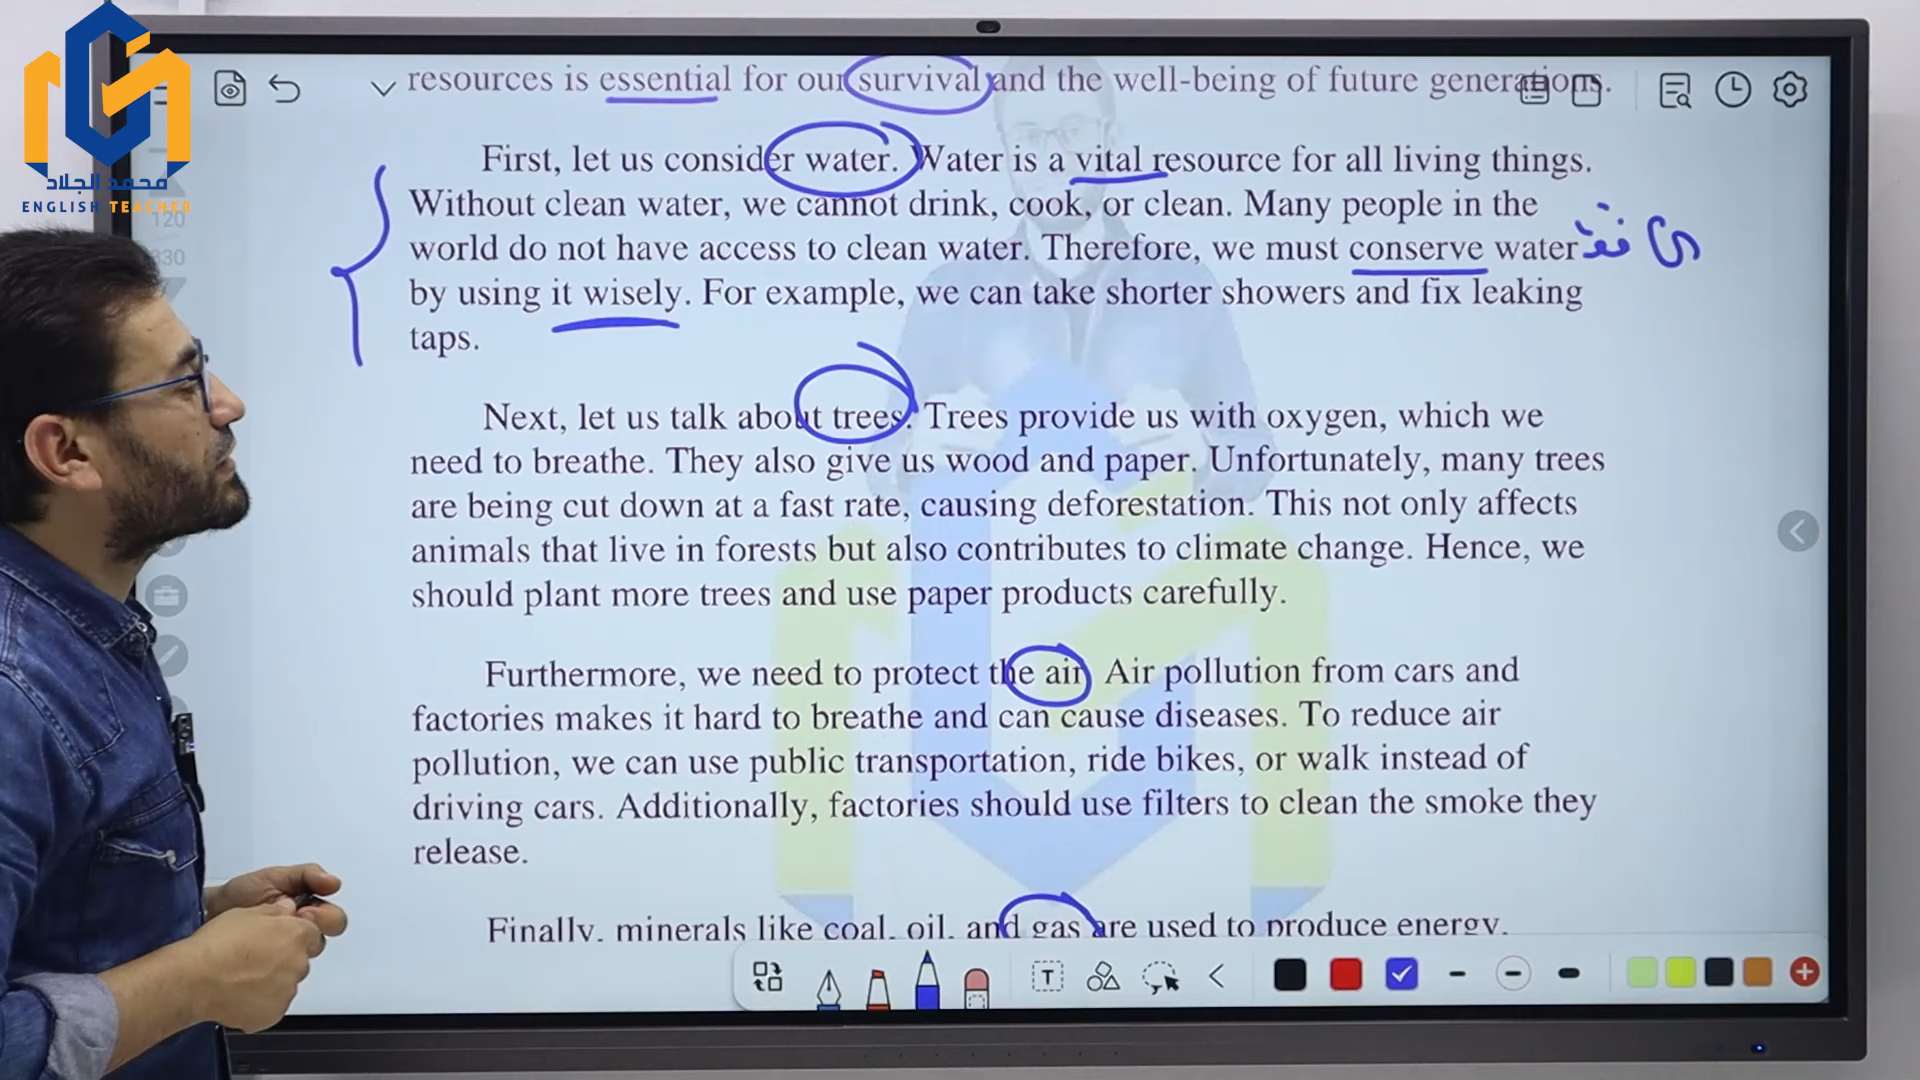 محمد الجلاد
ENGLISH TEACHER
resources is essential for our survival and the well-being of future generations.
First, let us consider water. Water is a vital resource for all living things.
Without clean water, we cannot drink, cook, or clean. Many people in the
world do not have access to clean water. Therefore, we must conserve water
by using it wisely. For example, we can take shorter showers and fix leaking
taps.
Next, let us talk about trees. Trees provide us with oxygen, which we
need to breathe. They also give us wood and paper. Unfortunately, many trees
are being cut down at a fast rate, causing deforestation. This not only affects
animals that live in forests but also contributes to climate change. Hence, we
should plant more trees and use paper products carefully.
Furthermore, we need to protect the air. Air pollution from cars and
factories makes it hard to breathe and can cause diseases. To reduce air
pollution, we can use public transportation, ride bikes, or walk instead of
driving cars. Additionally, factories should use filters to clean the smoke they
release.
Finally, minerals like coal, oil, and gas are used to produce energy.
120
330
T